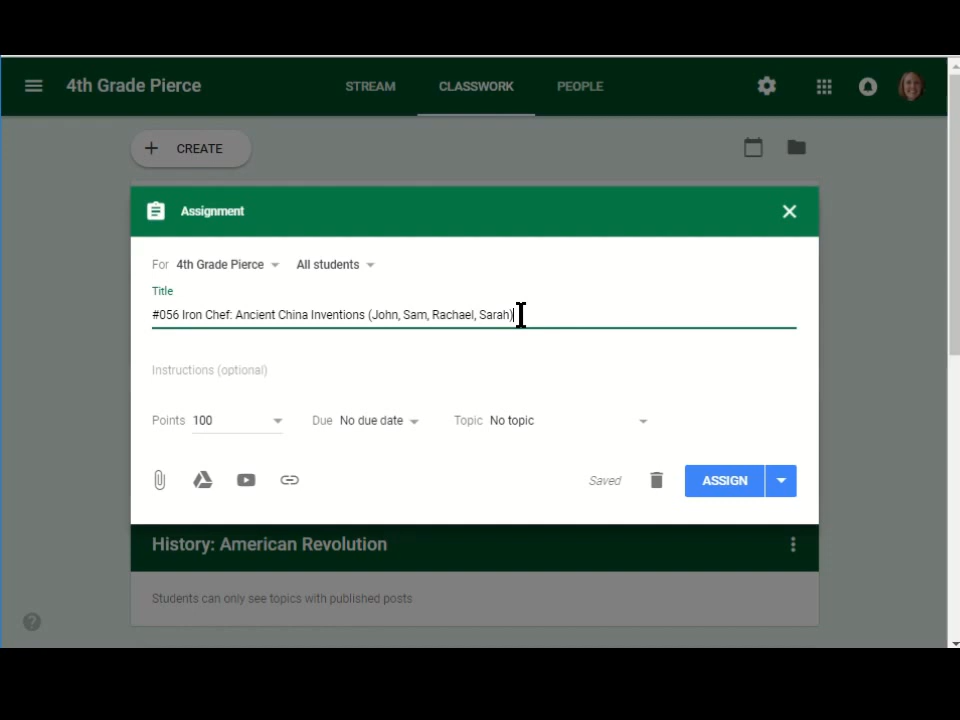 4th Grade Pierce STREAM CLASSWORK PEOPLE
CREATE
Assignment
For 4th Grade Pierce All students
Title
#056 Iron Chef: Ancient China Inventions (John, Sam, Rachael, Sarah)
Instructions (optional)
Points 100 Due No due date Topic No topic
Saved ASSIGN
History: American Revolution
Students can only see topics with published posts
?